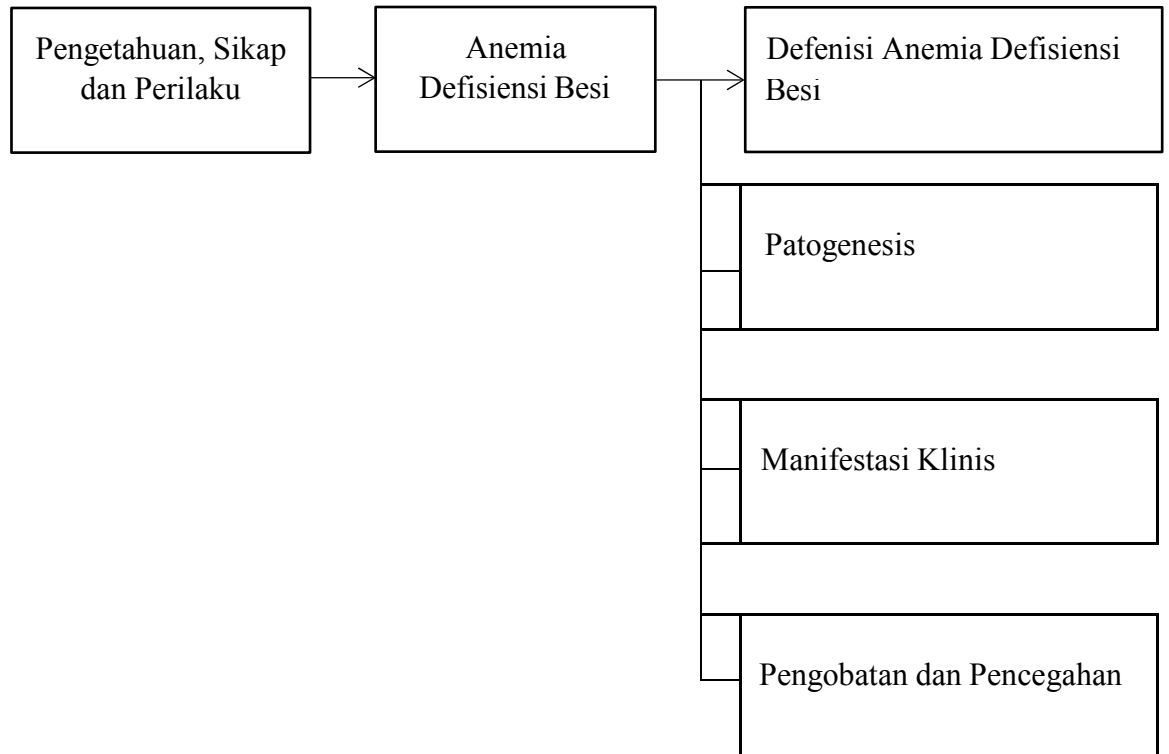 Pengetahuan, Sikap
dan Perilaku
Anemia
Defisiensi Besi
Defenisi Anemia Defisiensi
Besi
Patogenesis
Manifestasi Klinis
Pengobatan dan Pencegahan